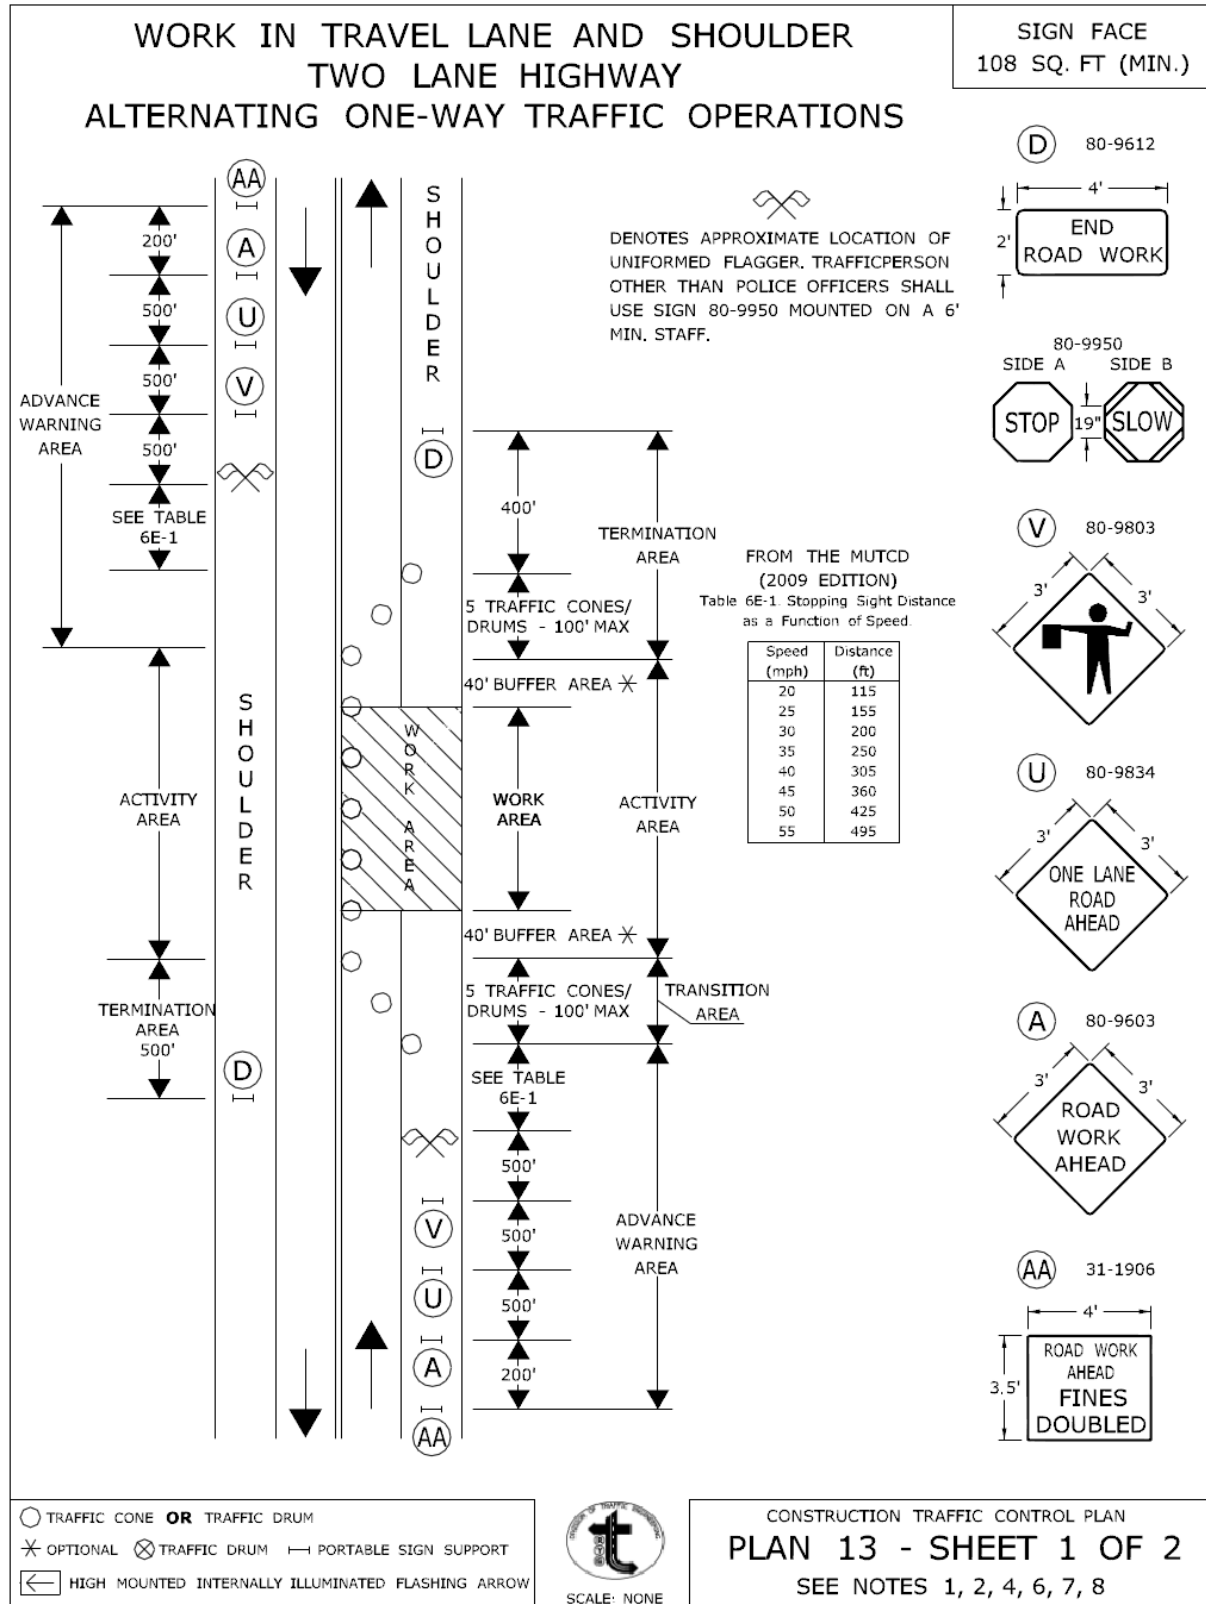 WORK IN TRAVEL LANE AND SHOULDER
TWO LANE HIGHWAY
ALTERNATING ONE-WAY TRAFFIC OPERATIONS
SIGN FACE
108 SQ. FT (MIN.)
AA
200'
A
500'
U
500'
V
500'
ADVANCE
WARNING
AREA
SEE TABLE
6E-1
SHOULDER
ACTIVITY
AREA
TERMINATION
AREA
500'
D
SHOULDER
D
400'
TERMINATION
AREA
5 TRAFFIC CONES/
DRUMS - 100' MAX
40' BUFFER AREA
WORK AREA
WORK
AREA
ACTIVITY
AREA
40' BUFFER AREA
5 TRAFFIC CONES/
DRUMS - 100' MAX
TRANSITION
AREA
SEE TABLE
6E-1
500'
V
500'
U
500'
A
200'
AA
ADVANCE
WARNING
AREA
DENOTES APPROXIMATE LOCATION OF
UNIFORMED FLAGGER. TRAFFICPERSON
OTHER THAN POLICE OFFICERS SHALL
USE SIGN 80-9950 MOUNTED ON A 6'
MIN. STAFF.
FROM THE MUTCD
(2009 EDITION)
Table 6E-1. Stopping Sight Distance
as a Function of Speed.
Speed Distance
(mph) (ft)
20 115
25 155
30 200
35 250
40 305
45 360
50 425
55 495
D 80-9612
4'
2'
END
ROAD WORK
80-9950
SIDE A SIDE B
STOP 19" SLOW
V 80-9803
3' 3'
U 80-9834
3' 3'
ONE LANE
ROAD
AHEAD
A 80-9603
3' 3'
ROAD
WORK
AHEAD
AA 31-1906
4'
3.5'
ROAD WORK
AHEAD
FINES
DOUBLED
TRAFFIC CONE OR TRAFFIC DRUM
OPTIONAL TRAFFIC DRUM PORTABLE SIGN SUPPORT
HIGH MOUNTED INTERNALLY ILLUMINATED FLASHING ARROW
DIVISION OF TRAFFIC ENGINEERING
SCALE: NONE
CONSTRUCTION TRAFFIC CONTROL PLAN
PLAN 13 - SHEET 1 OF 2
SEE NOTES 1, 2, 4, 6, 7, 8